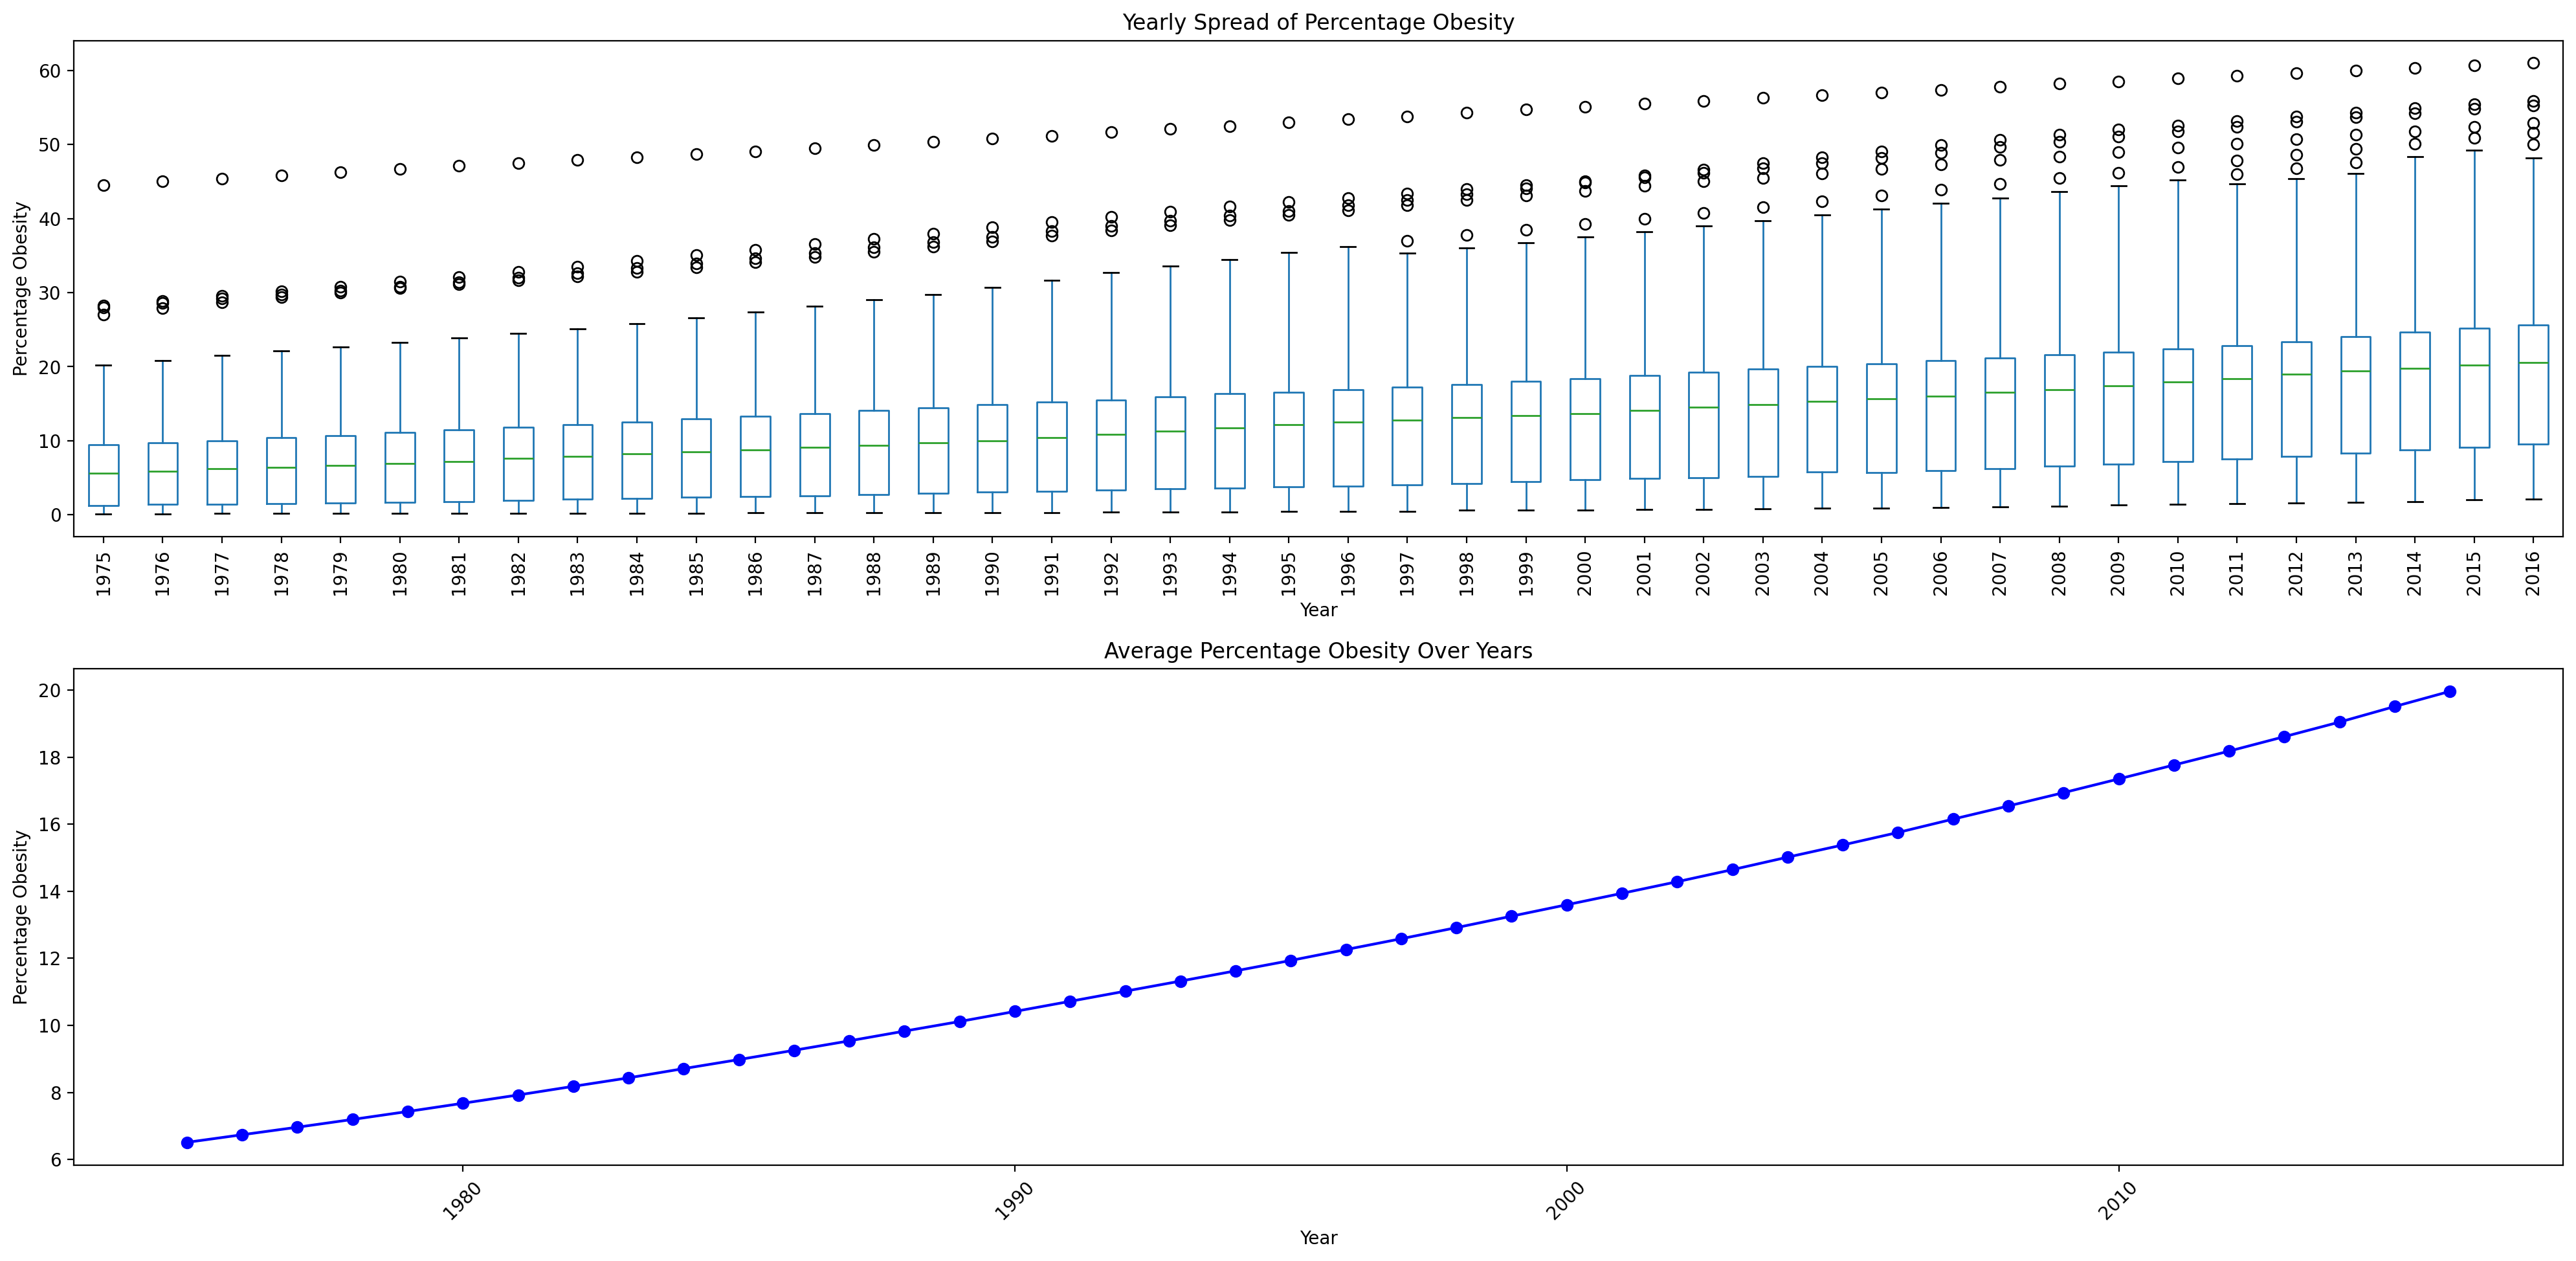 Yearly Spread of Percentage Obesity
Percentage Obesity
60
50
40
30
20
10
0
1975 1976 1977 1978 1979 1980 1981 1982 1983 1984 1985 1986 1987 1988 1989 1990 1991 1992 1993 1994 1995 1996 1997 1998 1999 2000 2001 2002 2003 2004 2005 2006 2007 2008 2009 2010 2011 2012 2013 2014 2015 2016
Year
Average Percentage Obesity Over Years
Percentage Obesity
20
18
16
14
12
10
8
6
1980 1990 2000 2010
Year